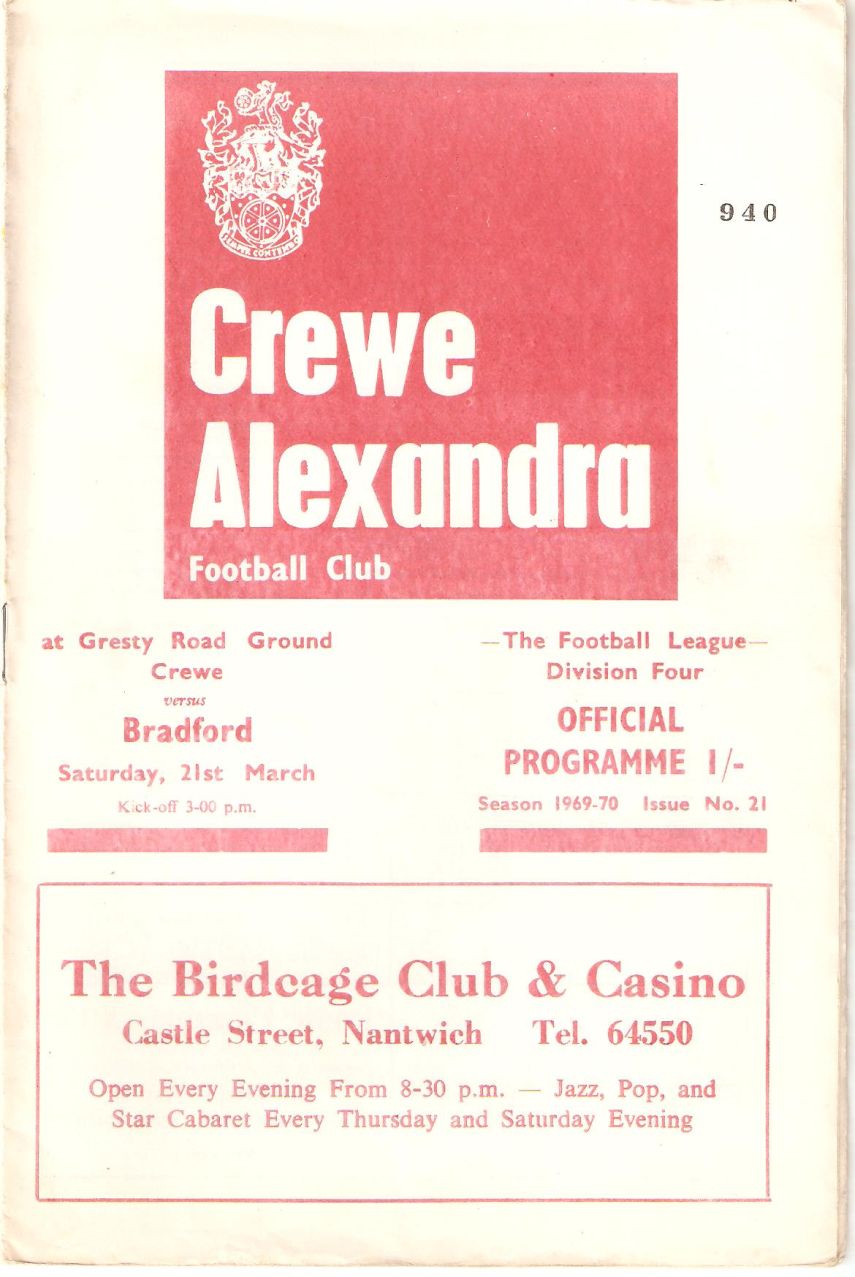 940
Crewe
Alexandra
Football Club
at Gresty Road Ground
Crewe
versus
Bradford
Saturday, 21st March
Kick-off 3-00 p.m.
—The Football League—
Division Four
OFFICIAL
PROGRAMME 1/-
Season 1969-70 Issue No. 21
The Birdcage Club & Casino
Castle Street, Nantwich Tel. 64550
Open Every Evening From 8-30 p.m. — Jazz, Pop, and
Star Cabaret Every Thursday and Saturday Evening